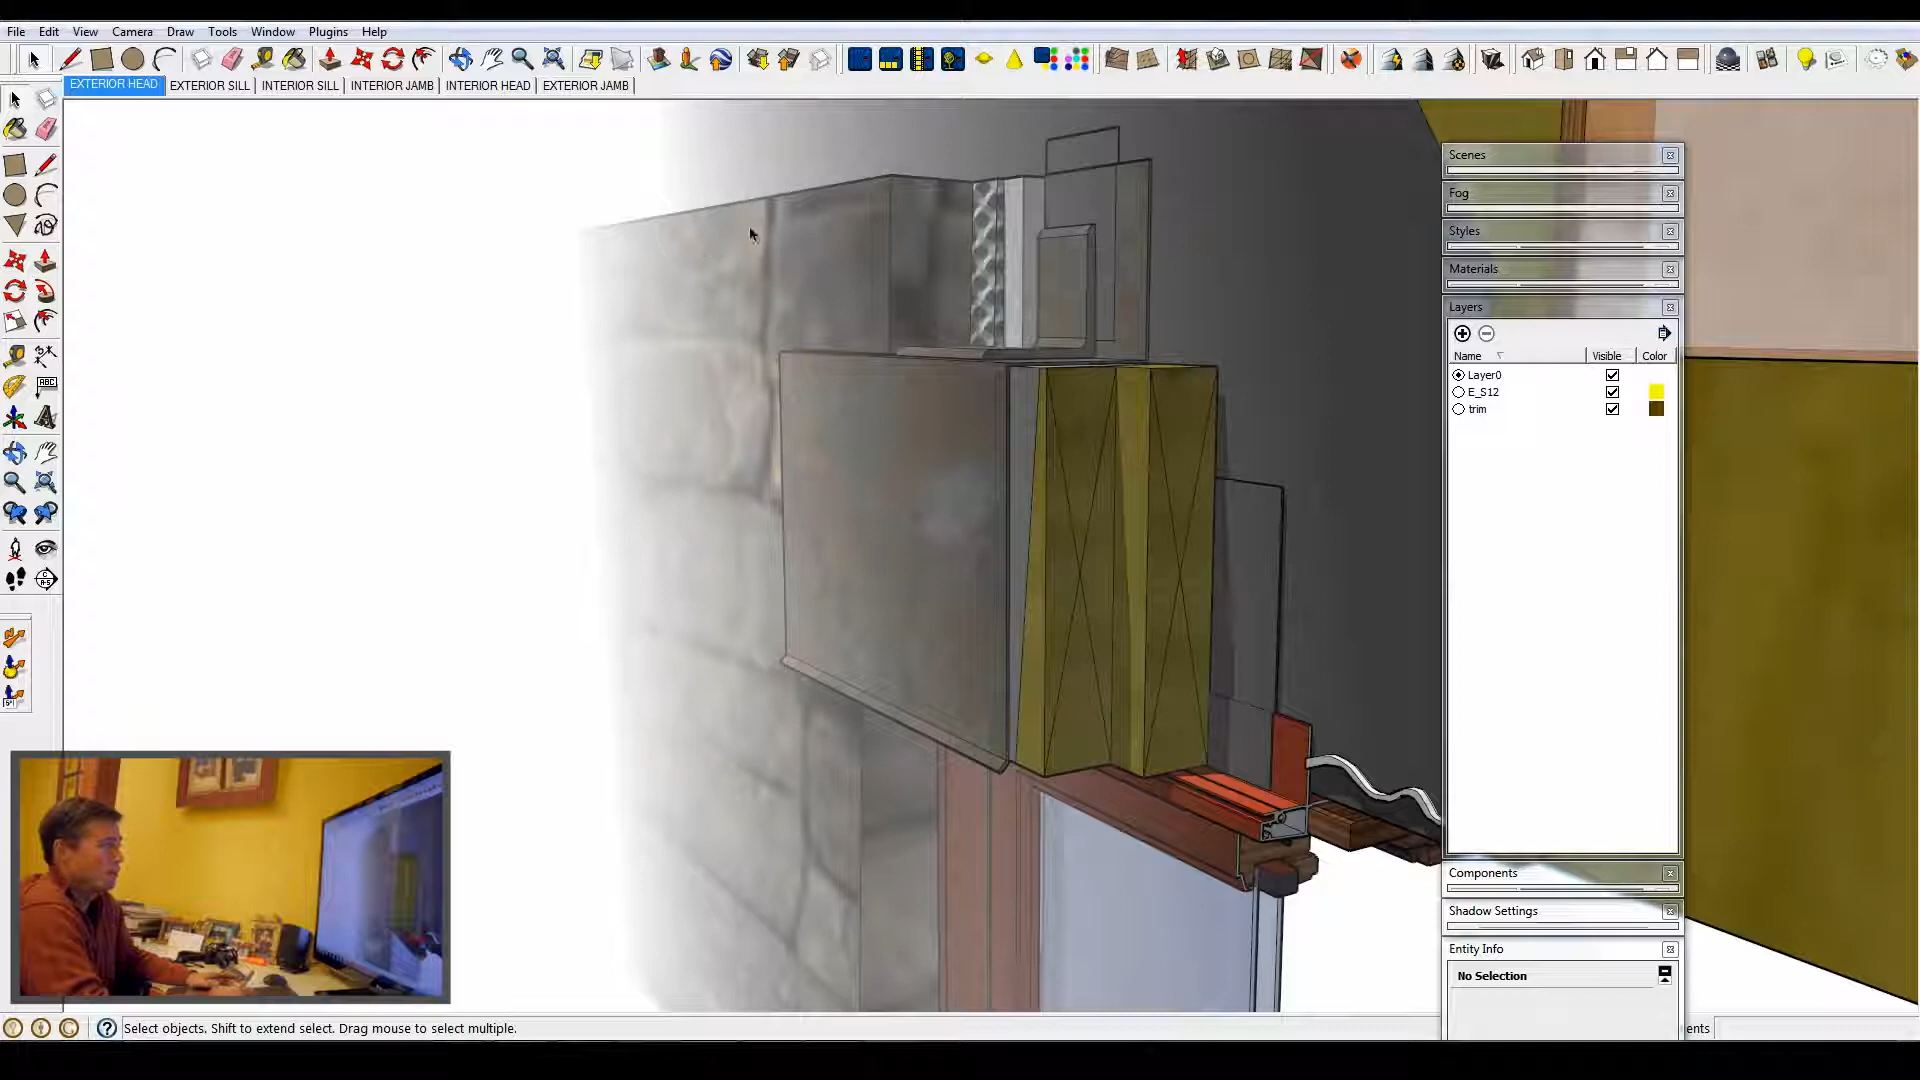 File Edit View Camera Draw Tools Window Plugins Help
EXTERIOR HEAD EXTERIOR SILL INTERIOR SILL INTERIOR JAMB INTERIOR HEAD EXTERIOR JAMB
Scenes
Fog
Styles
Materials
Layers
Name Visible Color
Layer0
E_S12
trim
ABC
A
Components
Shadow Settings
Entity Info
No Selection
Select objects. Shift to extend select. Drag mouse to select multiple.
ents